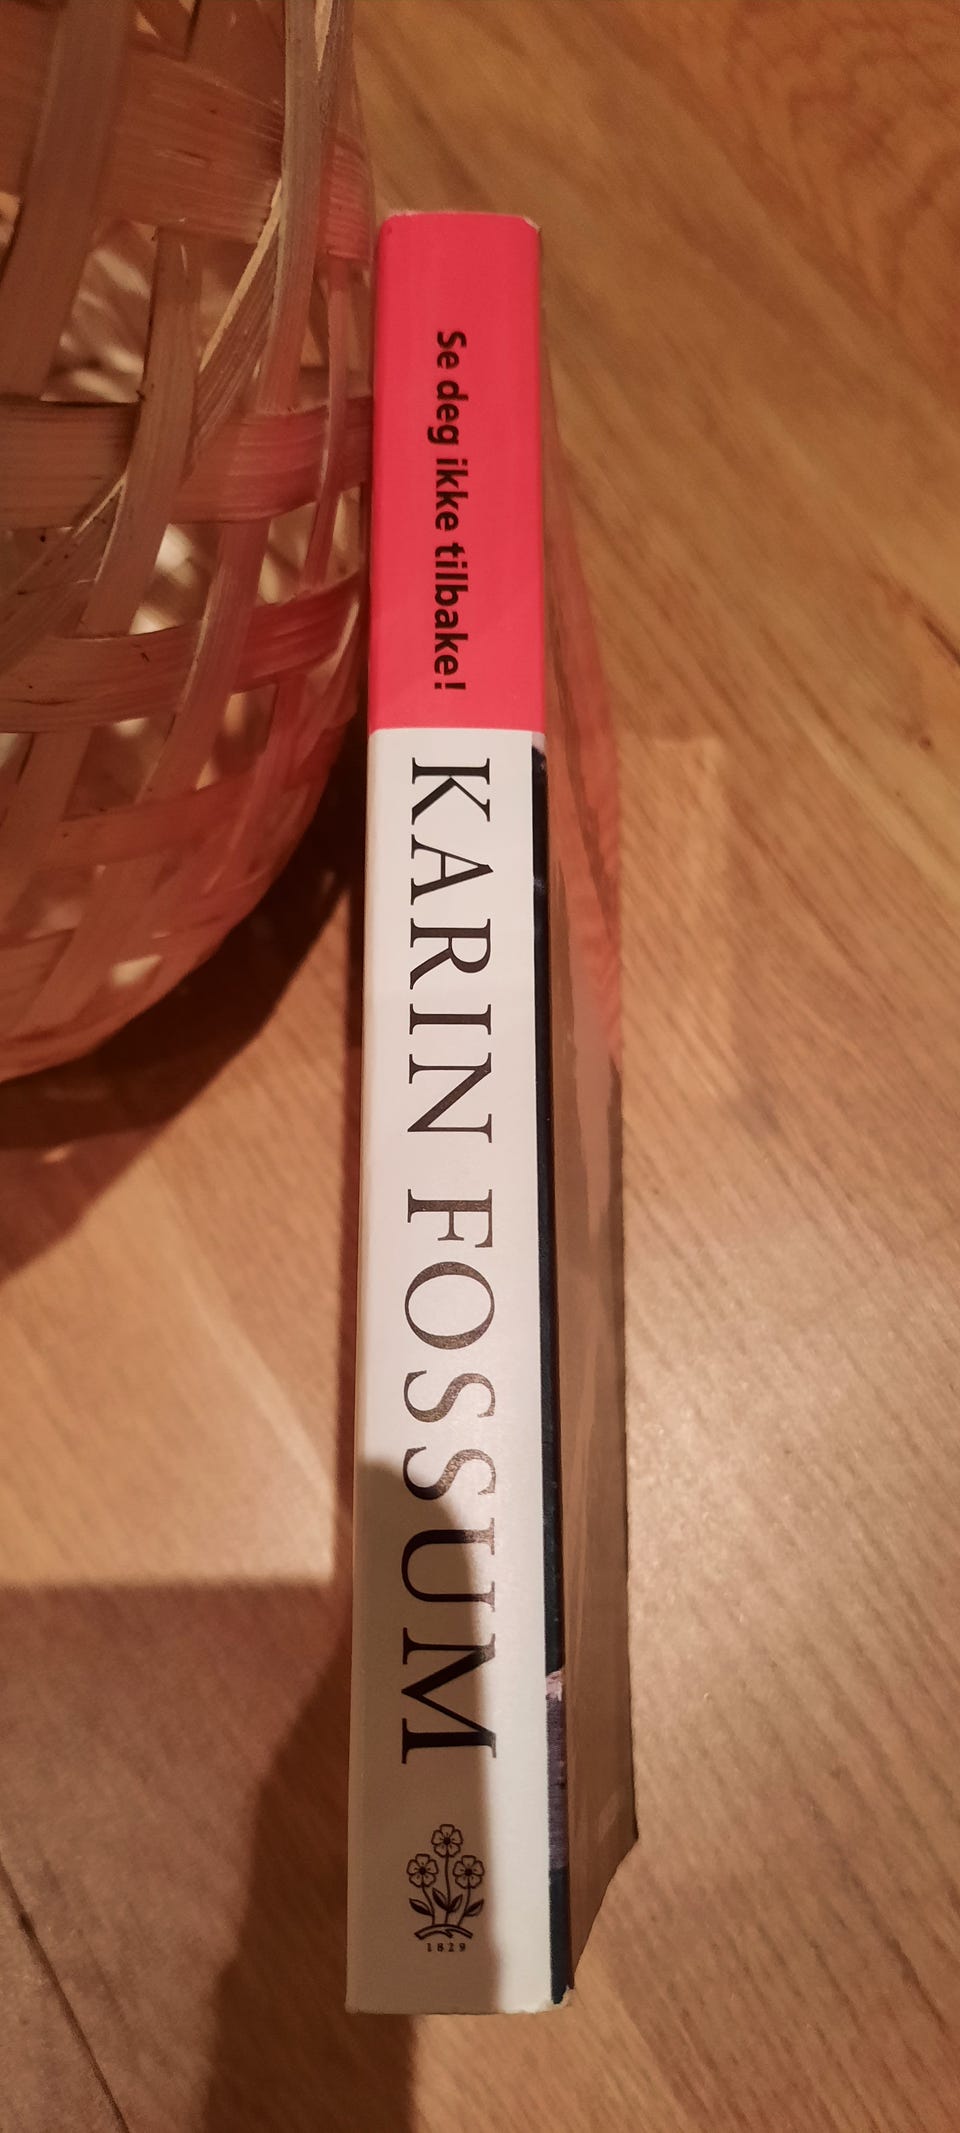 Se deg ikke tilbake!
KARIN FOSSUM
1829